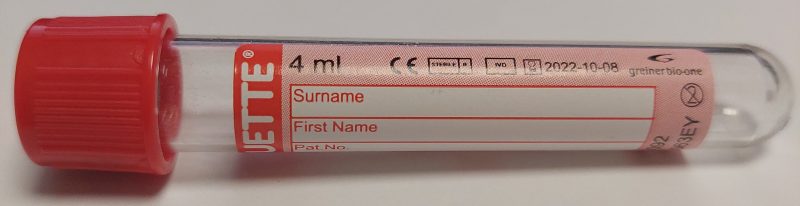 UETTE®
4 ml CE STERILE R IVD 2022-10-08
greiner bio-one
Surname
First Name
Pat.No.